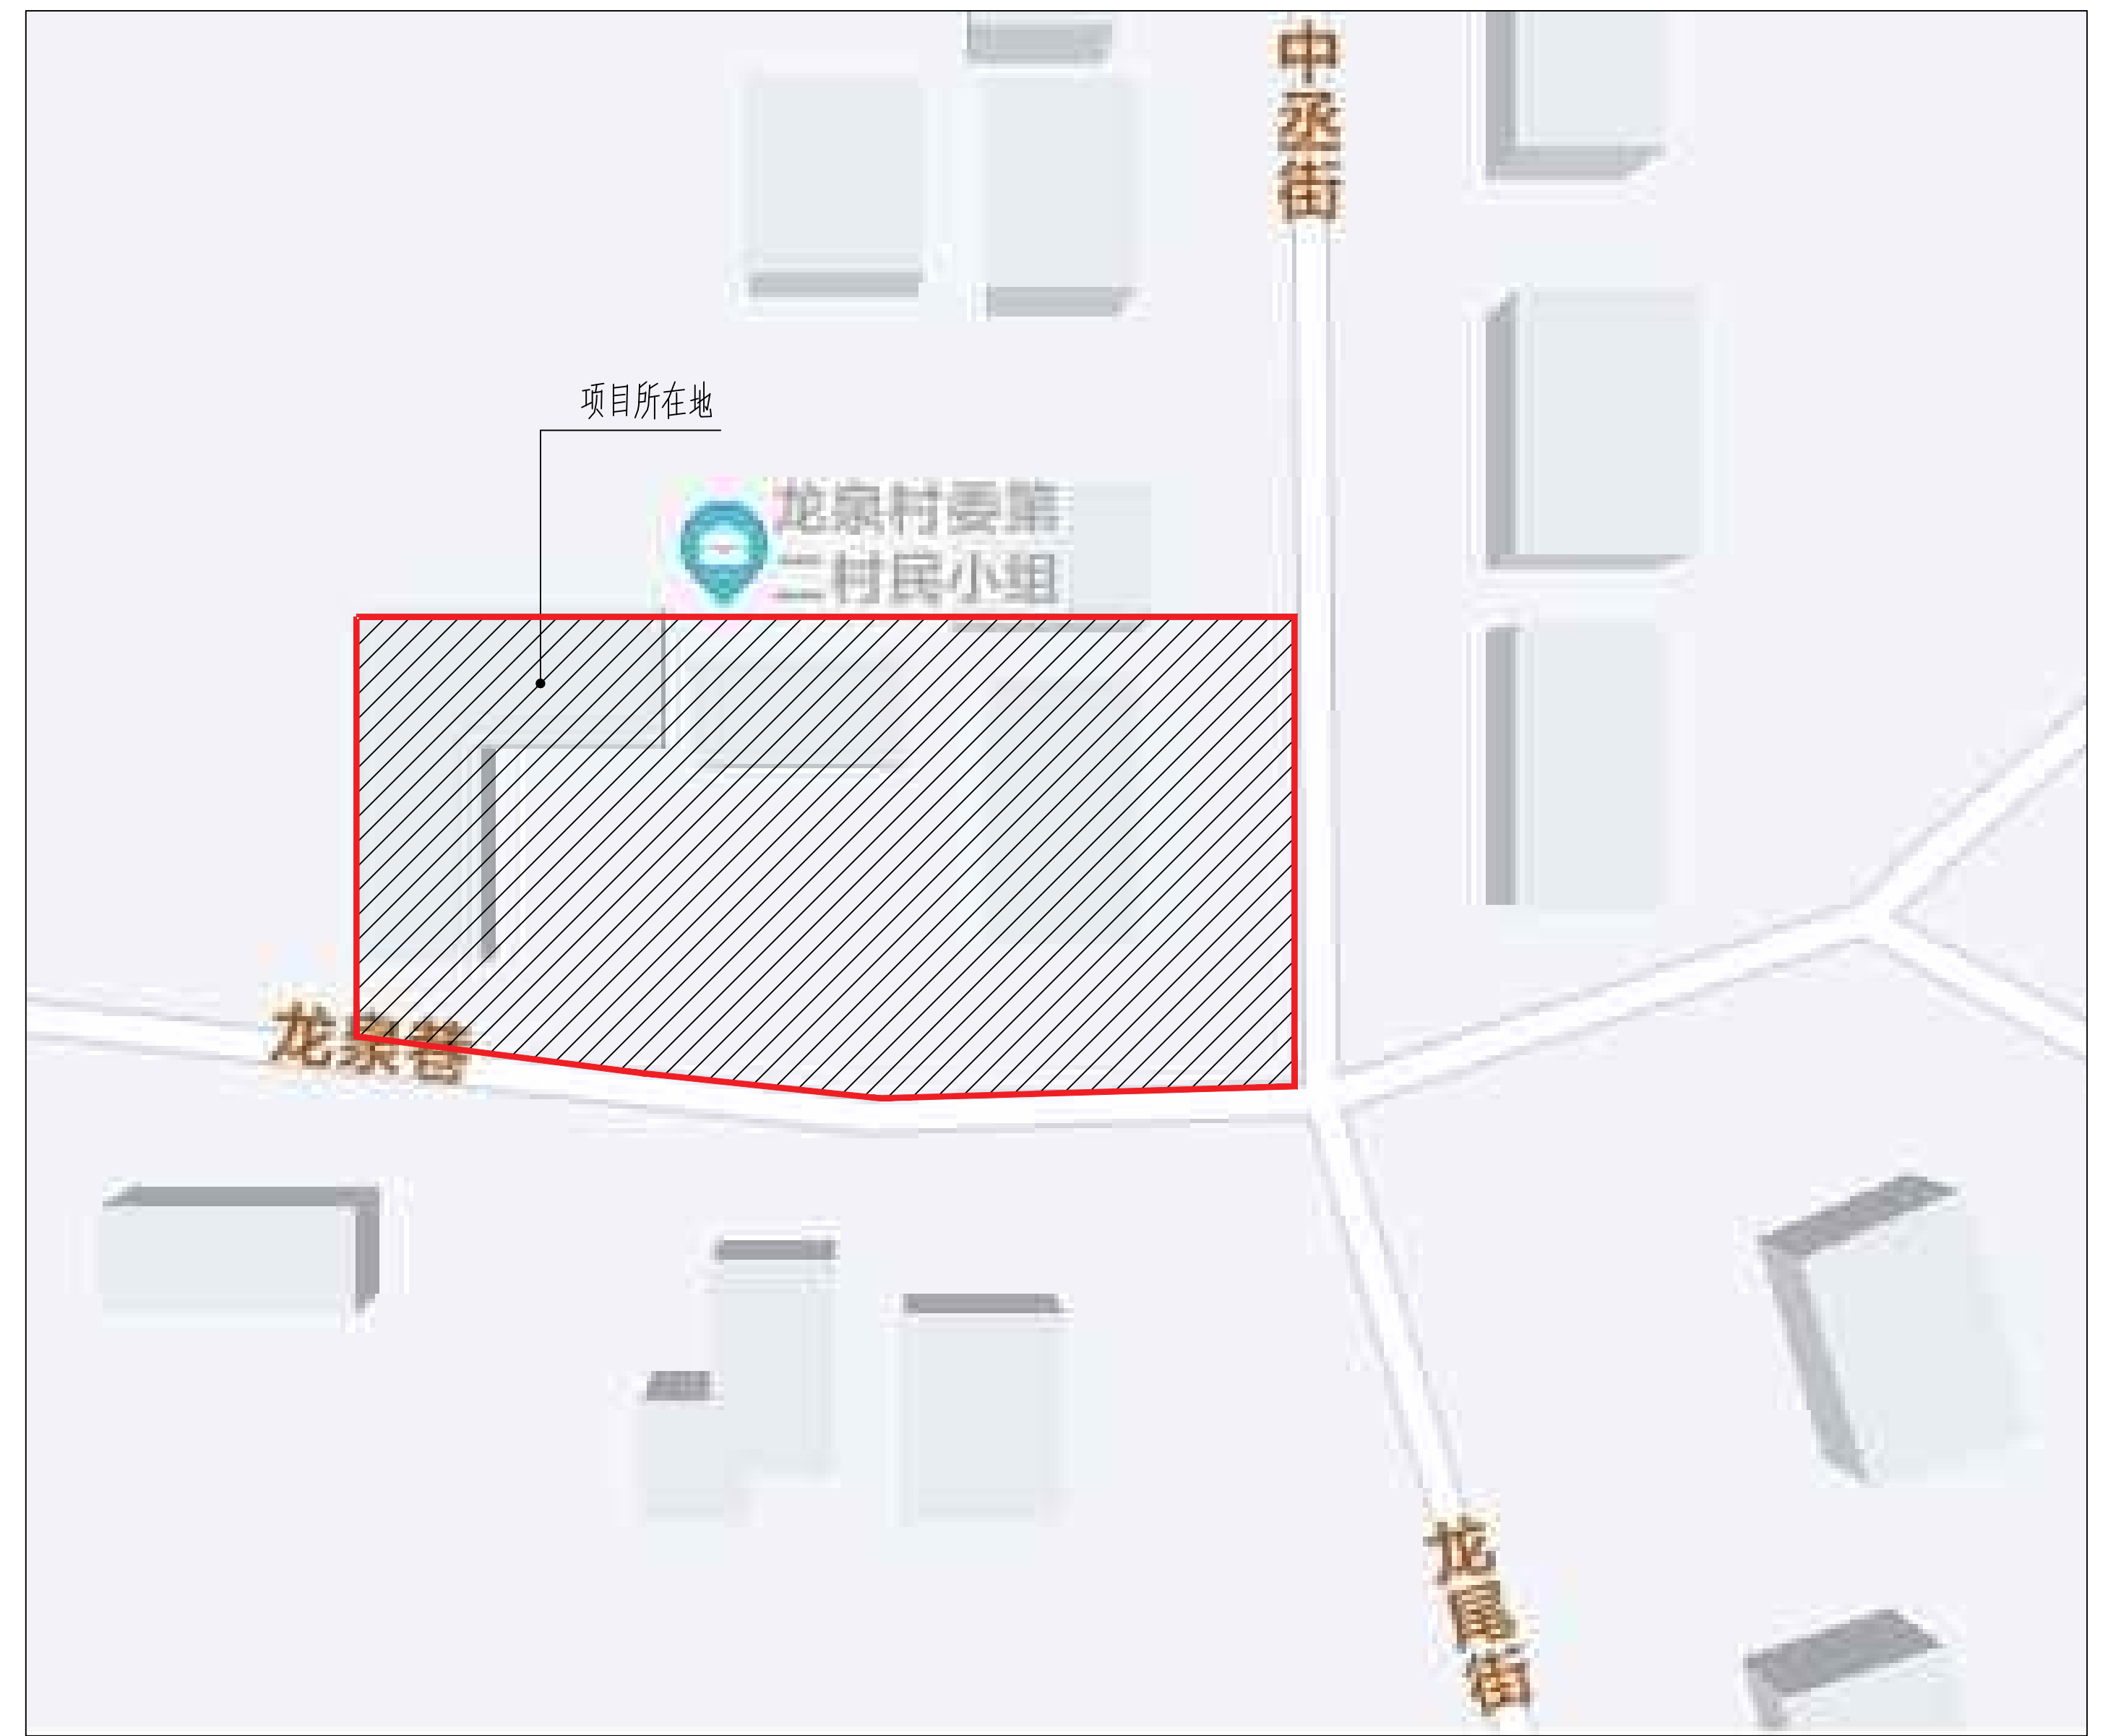 中丞街
项目所在地
龙泉村委第
二村民小组
龙泉巷
龙尾街